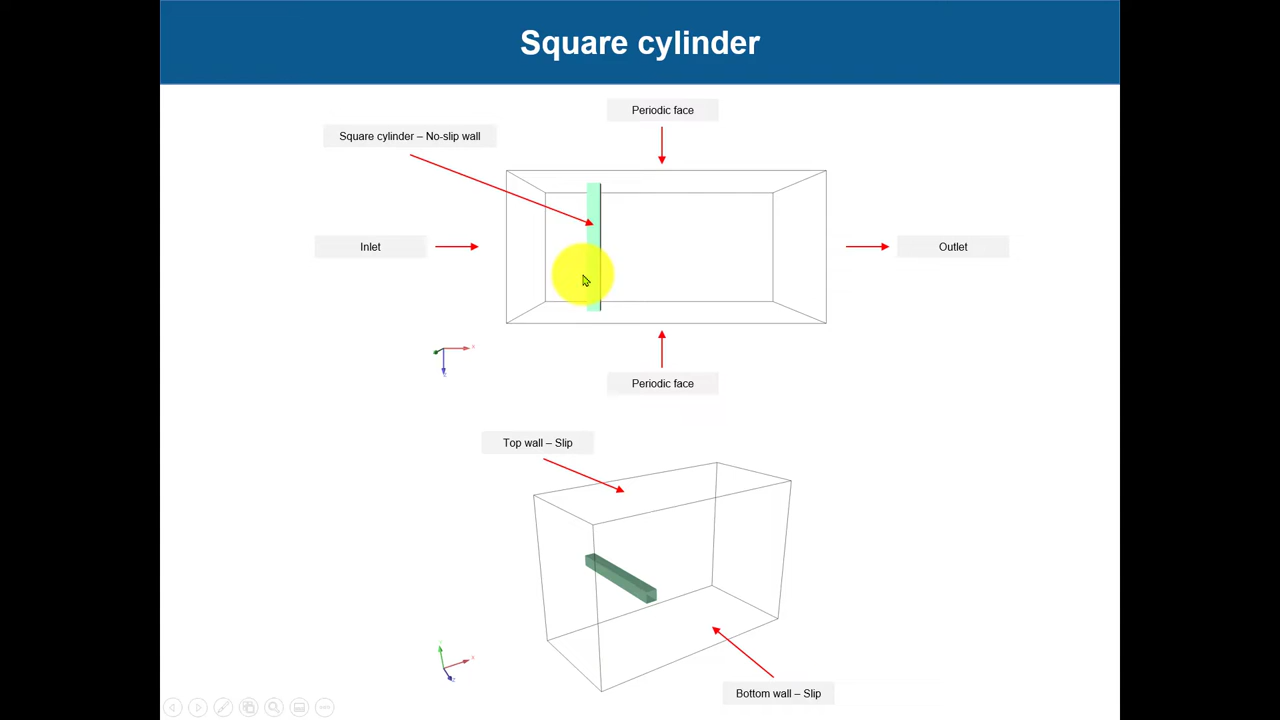 Square cylinder
Periodic face
Square cylinder – No-slip wall
Inlet
Outlet
Periodic face
Top wall – Slip
Bottom wall – Slip